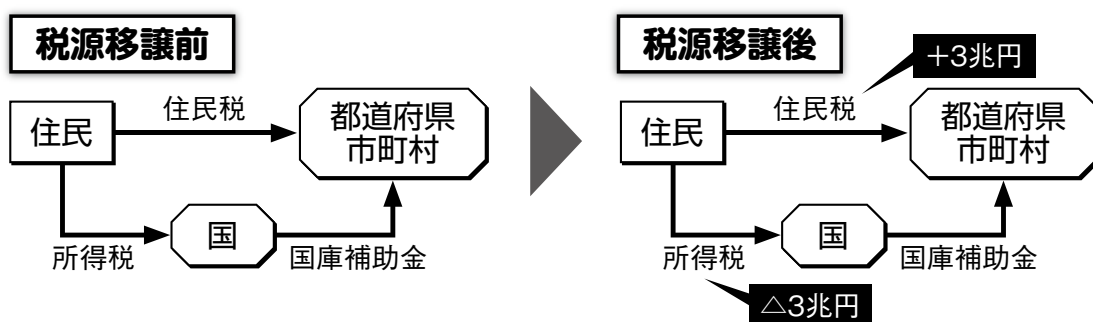 税源移譲前
住民税
住民
都道府県
市町村
国
所得税
国庫補助金
税源移譲後
+3兆円
住民税
住民
都道府県
市町村
国
所得税
国庫補助金
△3兆円